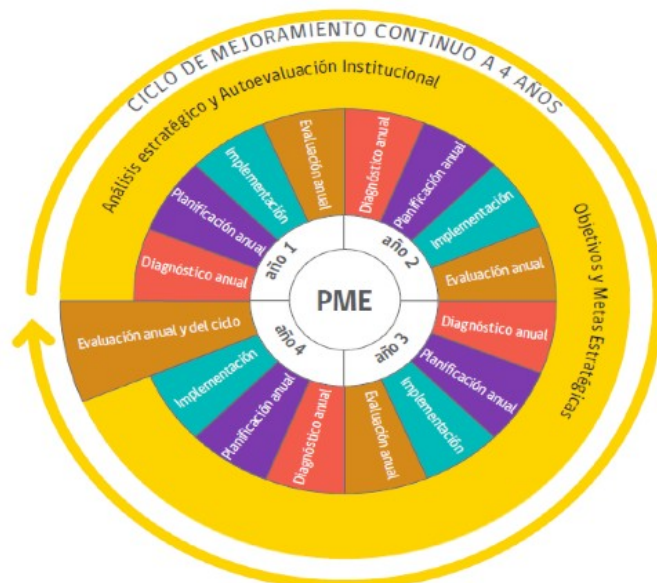 CICLO DE MEJORAMIENTO CONTINUO A 4 AÑOS
Análisis estratégico y Autoevaluación Institucional
Objetivos y Metas Estratégicas
PME
año 1
Diagnóstico anual
Planificación anual
Implementación
Evaluación anual
año 2
Diagnóstico anual
Planificación anual
Implementación
Evaluación anual
año 3
Diagnóstico anual
Planificación anual
Implementación
Evaluación anual
año 4
Diagnóstico anual
Planificación anual
Implementación
Evaluación anual y del ciclo